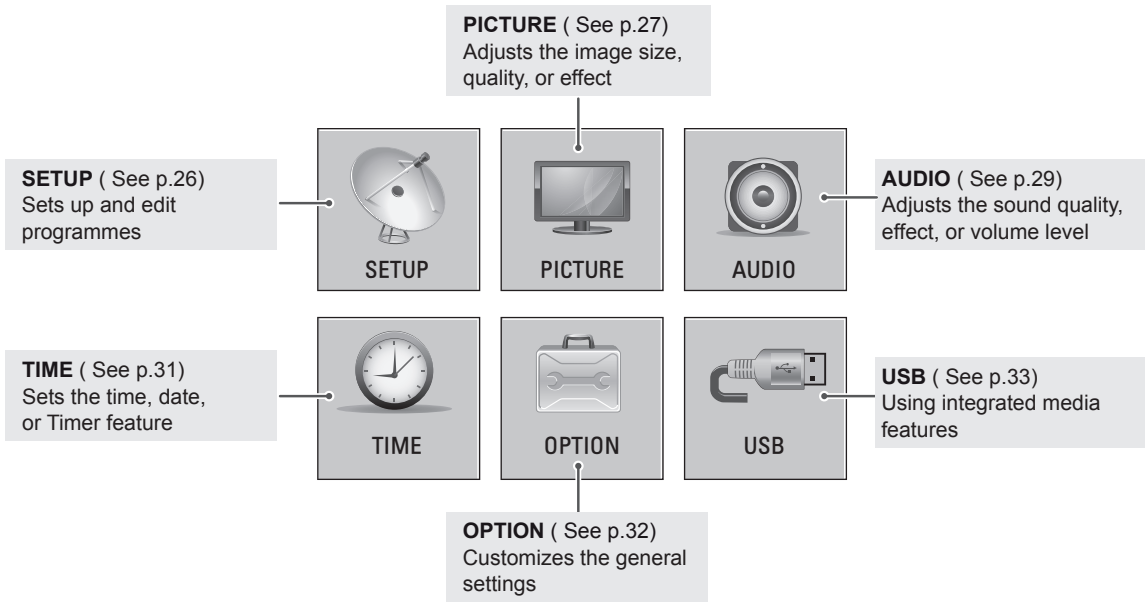 PICTURE ( See p.27)
Adjusts the image size,
quality, or effect
SETUP ( See p.26)
Sets up and edit
programmes
SETUP
PICTURE
AUDIO
AUDIO ( See p.29)
Adjusts the sound quality,
effect, or volume level
TIME ( See p.31)
Sets the time, date,
or Timer feature
TIME
OPTION
USB
USB ( See p.33)
Using integrated media
features
OPTION ( See p.32)
Customizes the general
settings